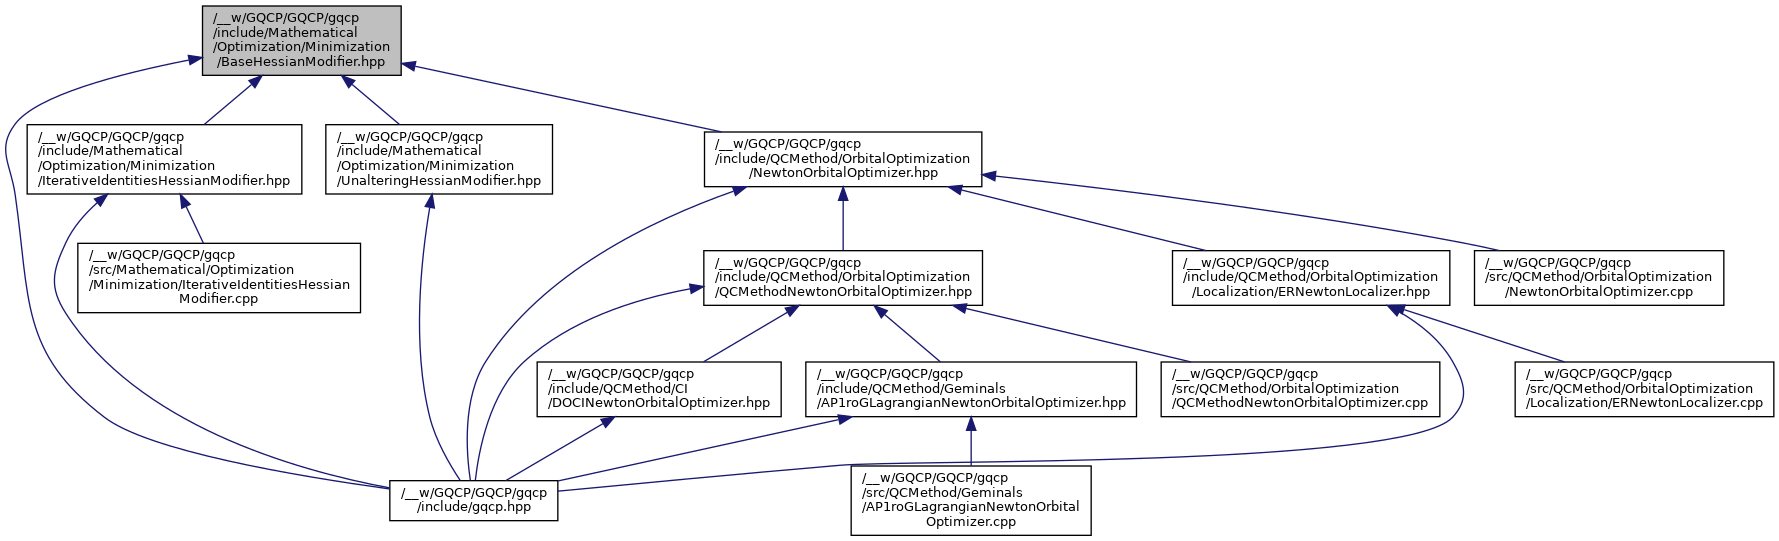 /__w/GQCP/GQCP/gqcp
/include/Mathematical
/Optimization/Minimization
/BaseHessianModifier.hpp
/__w/GQCP/GQCP/gqcp
/include/Mathematical
/Optimization/Minimization
/IterativeIdentitiesHessianModifier.hpp
/__w/GQCP/GQCP/gqcp
/include/Mathematical
/Optimization/Minimization
/UnalteringHessianModifier.hpp
/__w/GQCP/GQCP/gqcp
/include/QCMethod/OrbitalOptimization
/NewtonOrbitalOptimizer.hpp
/__w/GQCP/GQCP/gqcp
/src/Mathematical/Optimization
/Minimization/IterativeIdentitiesHessian
Modifier.cpp
/__w/GQCP/GQCP/gqcp
/include/QCMethod/OrbitalOptimization
/QCMethodNewtonOrbitalOptimizer.hpp
/__w/GQCP/GQCP/gqcp
/include/QCMethod/OrbitalOptimization
/Localization/ERNewtonLocalizer.hpp
/__w/GQCP/GQCP/gqcp
/src/QCMethod/OrbitalOptimization
/NewtonOrbitalOptimizer.cpp
/__w/GQCP/GQCP/gqcp
/include/QCMethod/CI
/DOCINewtonOrbitalOptimizer.hpp
/__w/GQCP/GQCP/gqcp
/include/QCMethod/Geminals
/AP1roGLagrangianNewtonOrbitalOptimizer.hpp
/__w/GQCP/GQCP/gqcp
/src/QCMethod/OrbitalOptimization
/QCMethodNewtonOrbitalOptimizer.cpp
/__w/GQCP/GQCP/gqcp
/src/QCMethod/OrbitalOptimization
/Localization/ERNewtonLocalizer.cpp
/__w/GQCP/GQCP/gqcp
/include/gqcp.hpp
/__w/GQCP/GQCP/gqcp
/src/QCMethod/Geminals
/AP1roGLagrangianNewtonOrbital
Optimizer.cpp